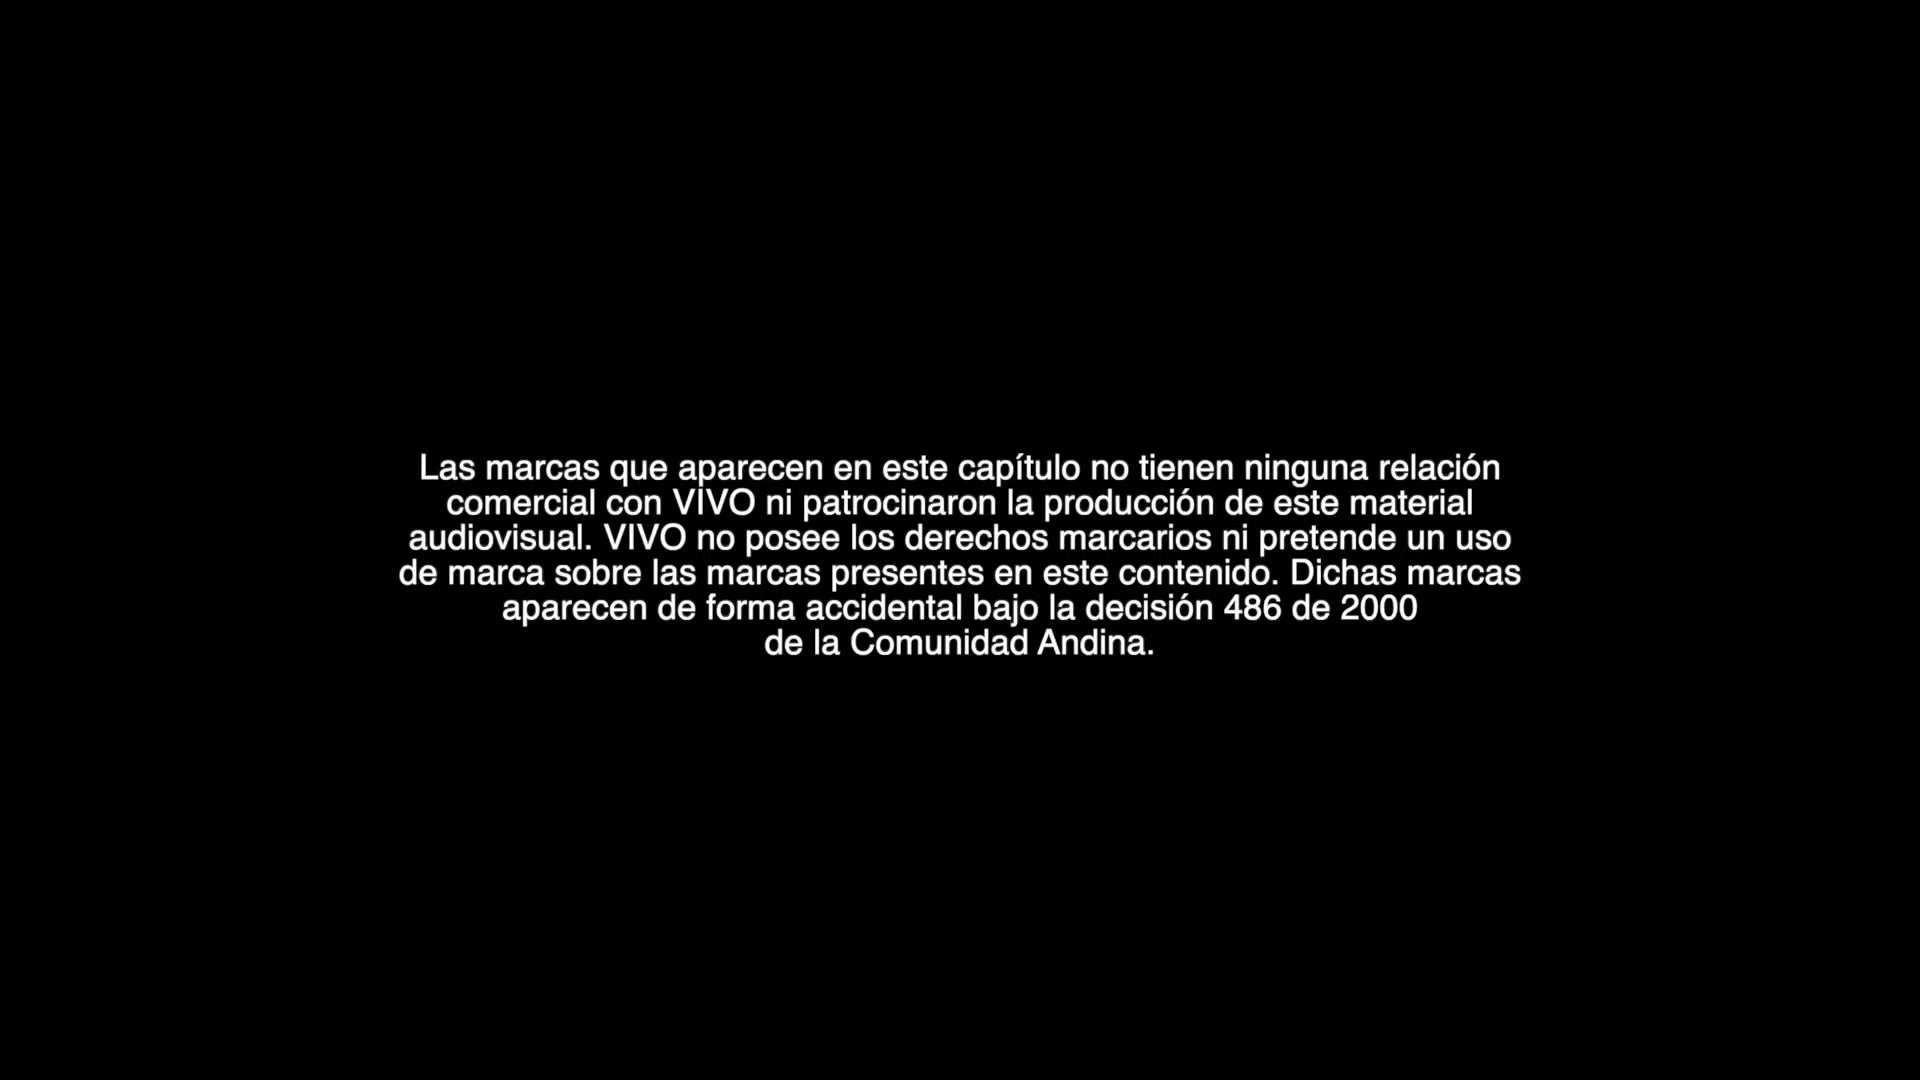 Las marcas que aparecen en este capítulo no tienen ninguna relación
comercial con VIVO ni patrocinaron la producción de este material
audiovisual. VIVO no posee los derechos marcarios ni pretende un uso
de marca sobre las marcas presentes en este contenido. Dichas marcas
aparecen de forma accidental bajo la decisión 486 de 2000
de la Comunidad Andina.